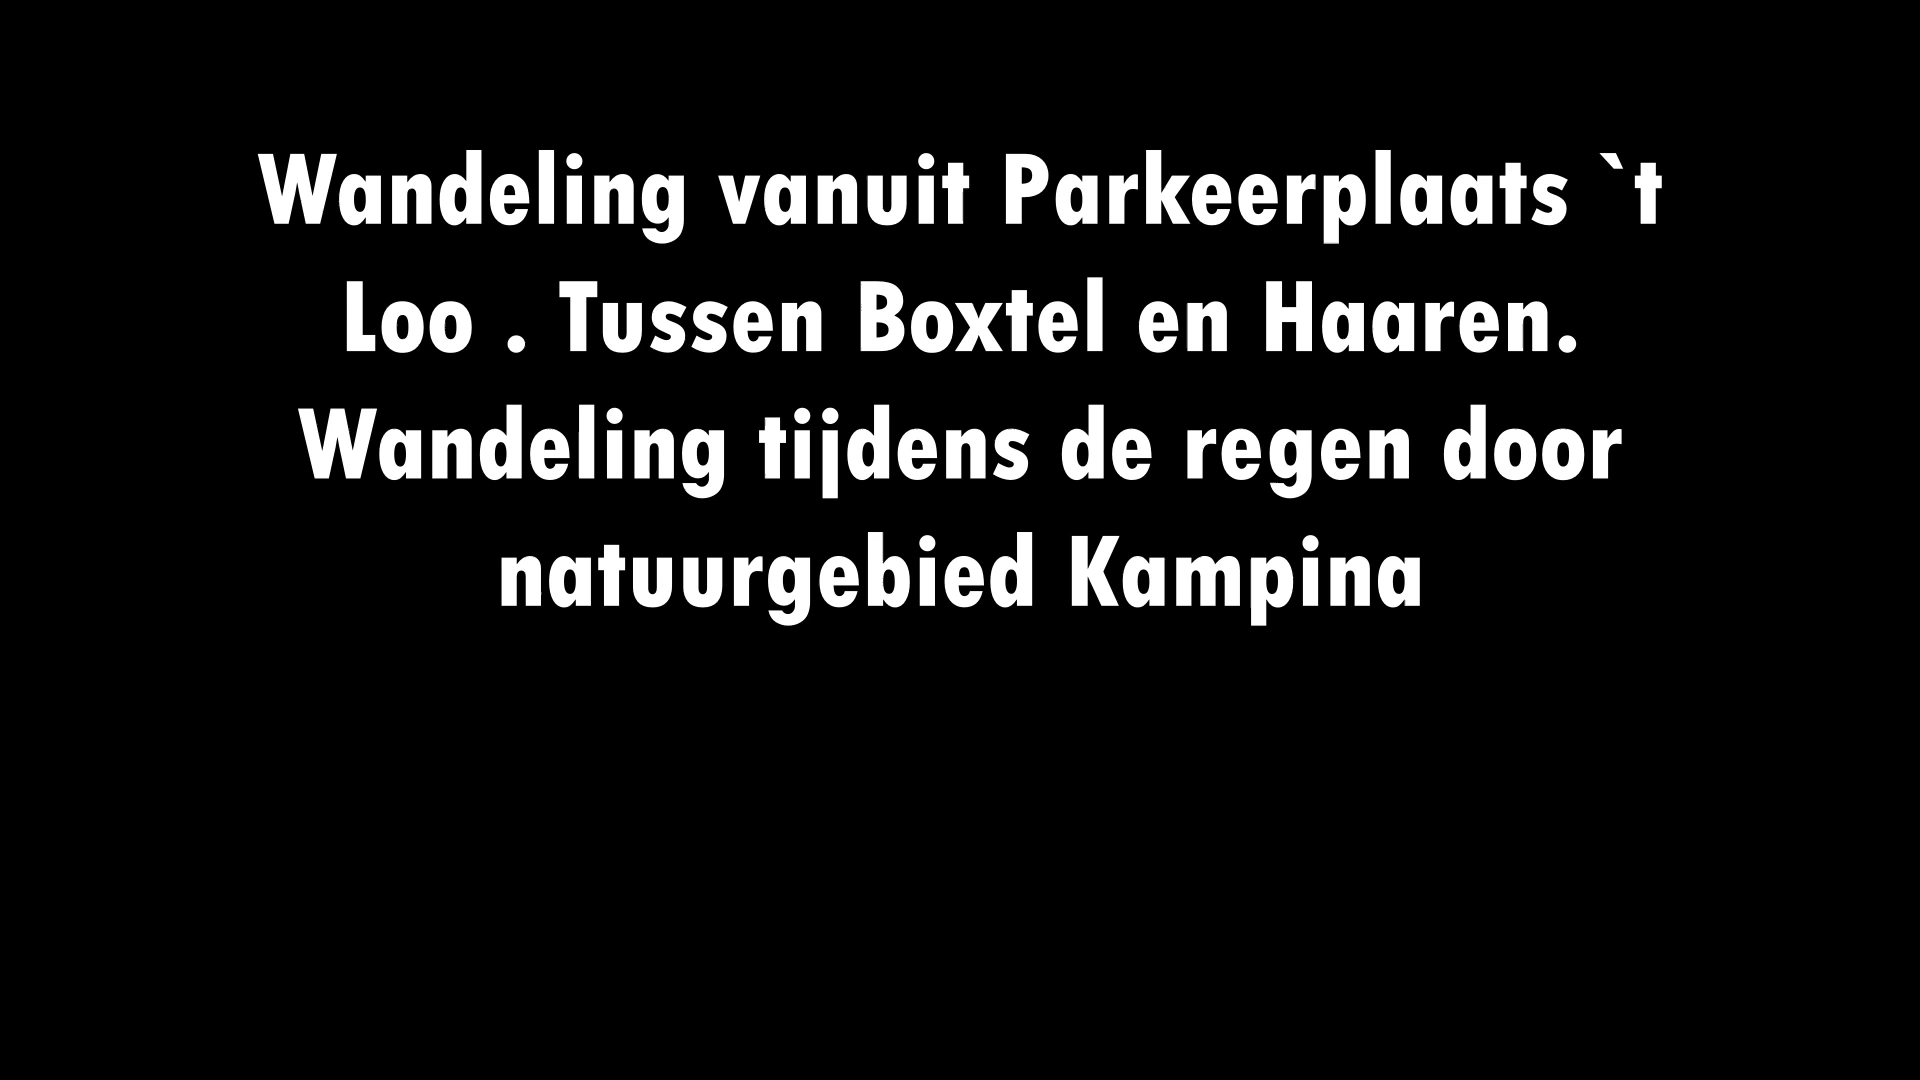 Wandeling vanuit Parkeerplaats `t
Loo . Tussen Boxtel en Haaren.
Wandeling tijdens de regen door
natuurgebied Kampina